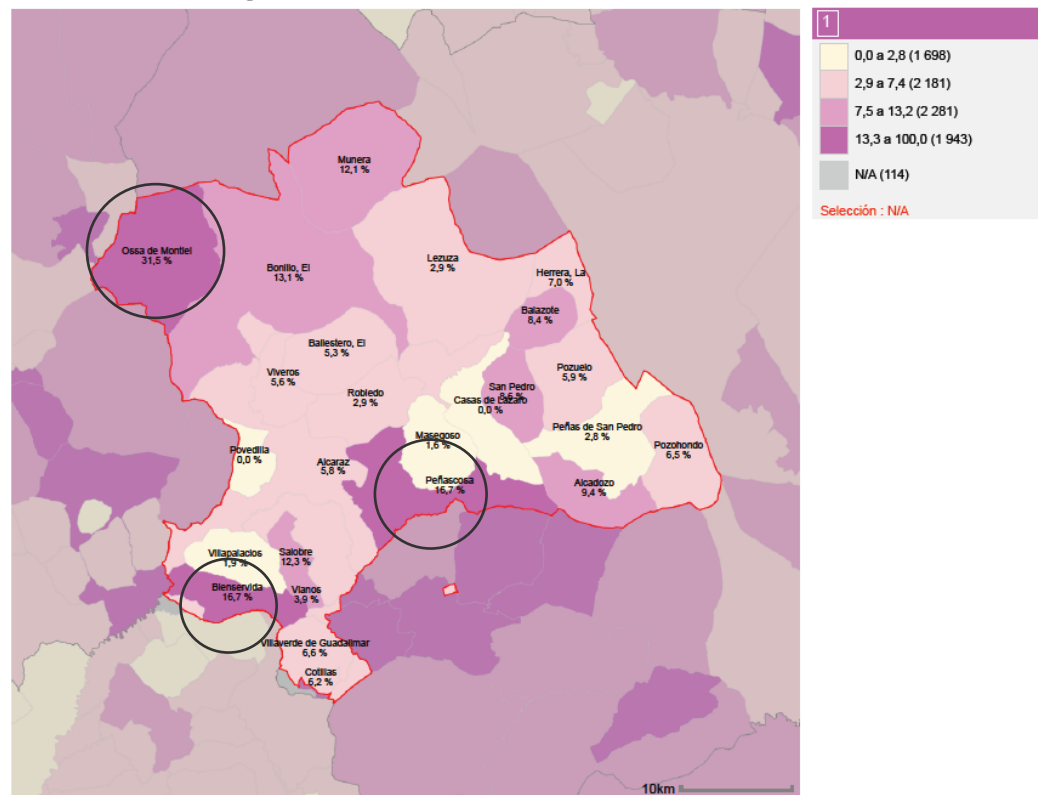 Munera
12,1 %
Ossa de Montiel
31,5 %
Bonillo, El
13,1 %
Lezuza
2,9 %
Herrera, La
7,0 %
Balazote
8,4 %
Ballestero, El
5,3 %
Viveros
5,6 %
Robledo
2,9 %
Pozuelo
5,9 %
San Pedro
8,6 %
Casas de Lázaro
0,0 %
Masegoso
1,6 %
Peñas de San Pedro
2,8 %
Pozohondo
6,5 %
Povedilla
0,0 %
Alcaraz
5,8 %
Peñascosa
16,7 %
Alcadozo
9,4 %
Villapalacios
1,9 %
Salobre
12,3 %
Bienservida
16,7 %
Vianos
3,9 %
Villaverde de Guadalimar
6,6 %
Cotillas
6,2 %
10km
1
0,0 a 2,8 (1 698)
2,9 a 7,4 (2 181)
7,5 a 13,2 (2 281)
13,3 a 100,0 (1 943)
N/A (114)
Selección : N/A